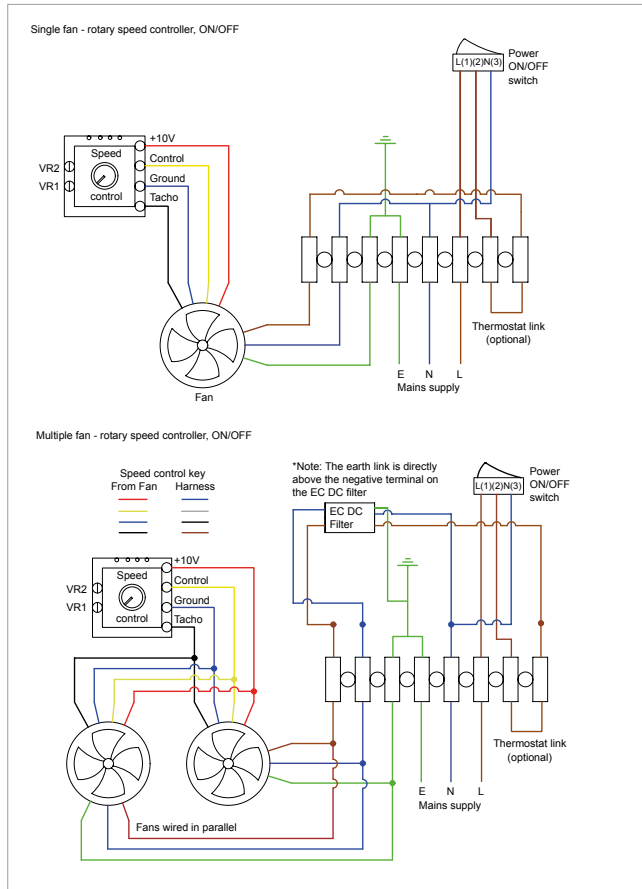 Single fan - rotary speed controller, ON/OFF
L(1)(2)N(3)
Power
ON/OFF
switch
+10V
Speed
Control
VR2
Ground
VR1
control
Tacho
Fan
Thermostat link
(optional)
E N L
Mains supply
Multiple fan - rotary speed controller, ON/OFF
Speed control key
From Fan Harness
*Note: The earth link is directly
above the negative terminal on
the EC DC filter
EC DC
Filter
L(1)(2)N(3)
Power
ON/OFF
switch
+10V
Speed
Control
VR2
Ground
VR1
control
Tacho
Thermostat link
(optional)
E N L
Mains supply
Fans wired in parallel